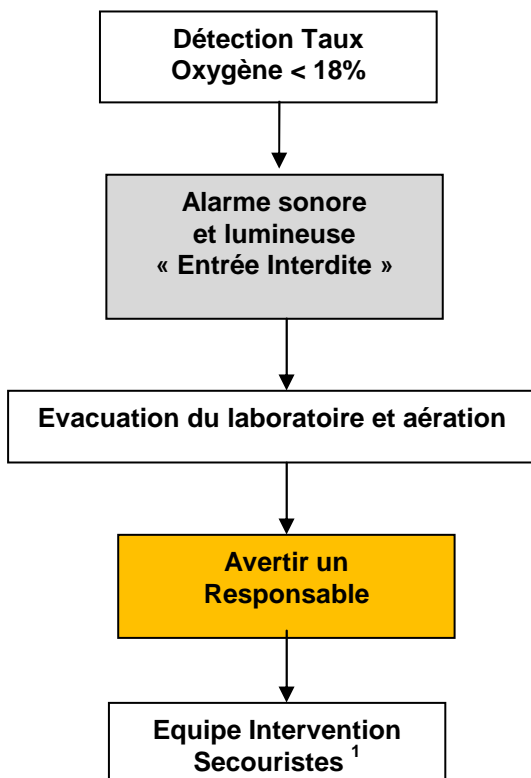 Détection Taux
Oxygène < 18%
Alarme sonore
et lumineuse
« Entrée Interdite »
Evacuation du laboratoire et aération
Avertir un
Responsable
Equipe Intervention
Secouristes ¹